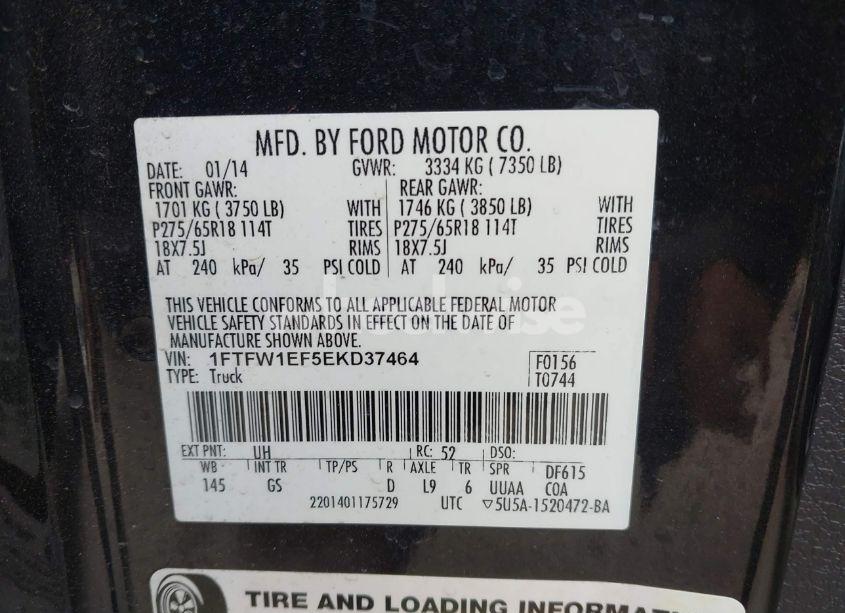 MFD. BY FORD MOTOR CO.
DATE: 01/14 GVWR: 3334 KG ( 7350 LB)
FRONT GAWR: REAR GAWR:
1701 KG ( 3750 LB) WITH 1746 KG ( 3850 LB) WITH
P275/65R18 114T TIRES P275/65R18 114T TIRES
18X7.5J RIMS 18X7.5J RIMS
AT 240 kPa/ 35 PSI COLD AT 240 kPa/ 35 PSI COLD
THIS VEHICLE CONFORMS TO ALL APPLICABLE FEDERAL MOTOR
VEHICLE SAFETY STANDARDS IN EFFECT ON THE DATE OF
MANUFACTURE SHOWN ABOVE.
VIN: 1FTFW1EF5EKD37464 F0156
TYPE: Truck T0744
EXT PNT: UH RC: 52 DSO:
WB INT TR TP/PS R AXLE TR SPR DF615
145 GS D L9 6 UUAA COA
2201401175729 UTC ▽5U5A-1520472-BA
TIRE AND LOADING